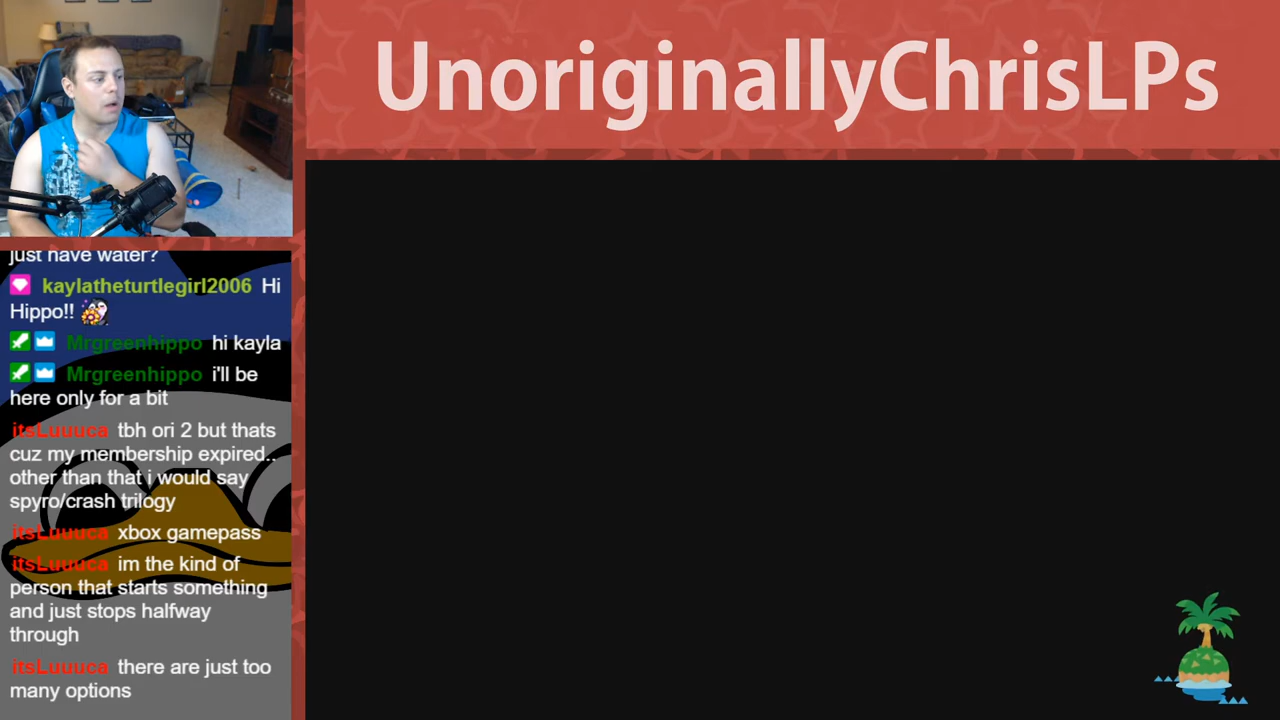 UnoriginallyChrisLPs
just have water?
kaylatheturtlegirl2006 Hi
Hippo!!
Mrgreenhippo hi kayla
Mrgreenhippo i'll be
here only for a bit
itsLuuuca tbh ori 2 but thats
cuz my membership expired..
other than that i would say
spyro/crash trilogy
itsLuuuca xbox gamepass
itsLuuuca im the kind of
person that starts something
and just stops halfway
through
itsLuuuca there are just too
many options